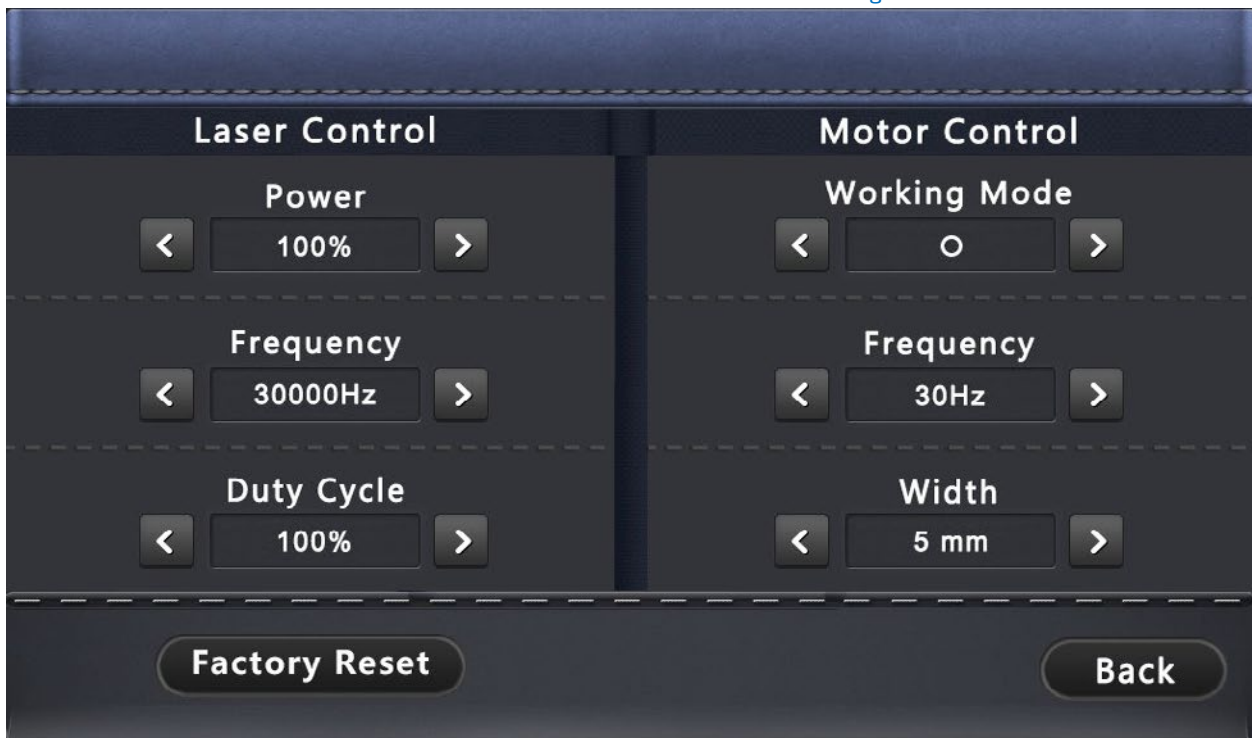 Laser Control
Power
< 100% >
Frequency
< 30000Hz >
Duty Cycle
< 100% >
Motor Control
Working Mode
< O >
Frequency
< 30Hz >
Width
< 5 mm >
Factory Reset
Back